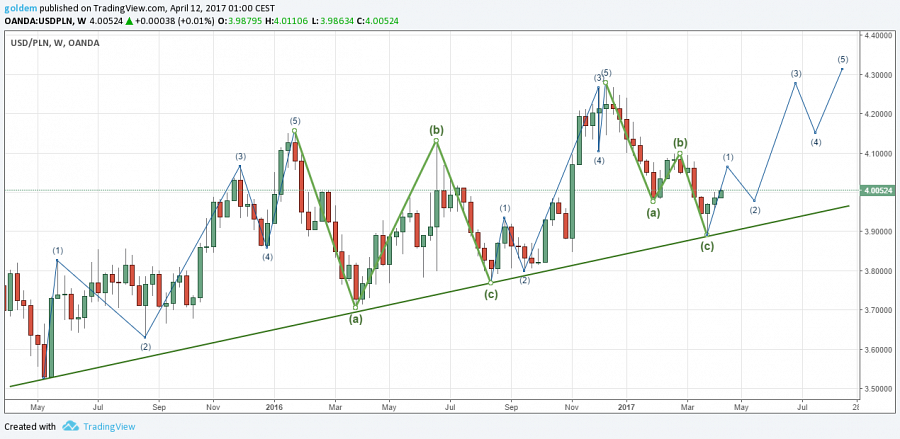 goldem published on TradingView.com, April 12, 2017 01:00 CEST
OANDA:USDPLN, W 4.00524 ▲ +0.00038 (+0.01%) O:3.98795 H:4.01106 L:3.98634 C:4.00524
USD/PLN, W, OANDA
4.40000
4.30000
4.20000
4.10000
4.00524
3.90000
3.80000
3.70000
3.60000
3.50000
(1)
(2)
(3)
(4)
(5)
(a)
(b)
(c)
(1)
(2)
(3)
(4)
(5)
(a)
(b)
(c)
(1)
(2)
(3)
(4)
(5)
May Jul Sep Nov 2016 Mar May Jul Sep Nov 2017 Mar May Jul
Created with TradingView